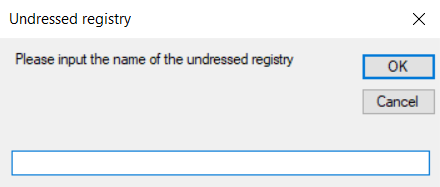 Undressed registry
Please input the name of the undressed registry
OK
Cancel